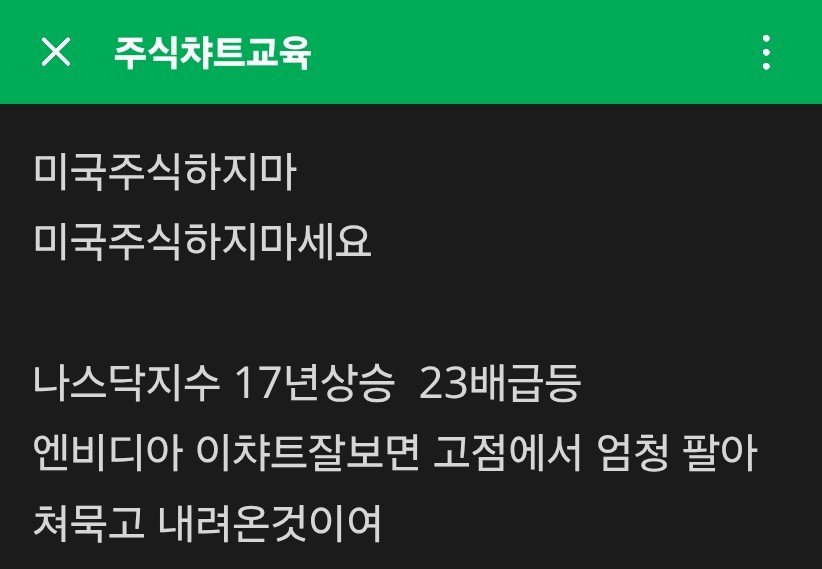 주식챠트교육
미국주식하지마
미국주식하지마세요
나스닥지수 17년상승  23배급등
엔비디아 이챠트잘보면 고점에서 엄청 팔아
쳐묵고 내려온것이여